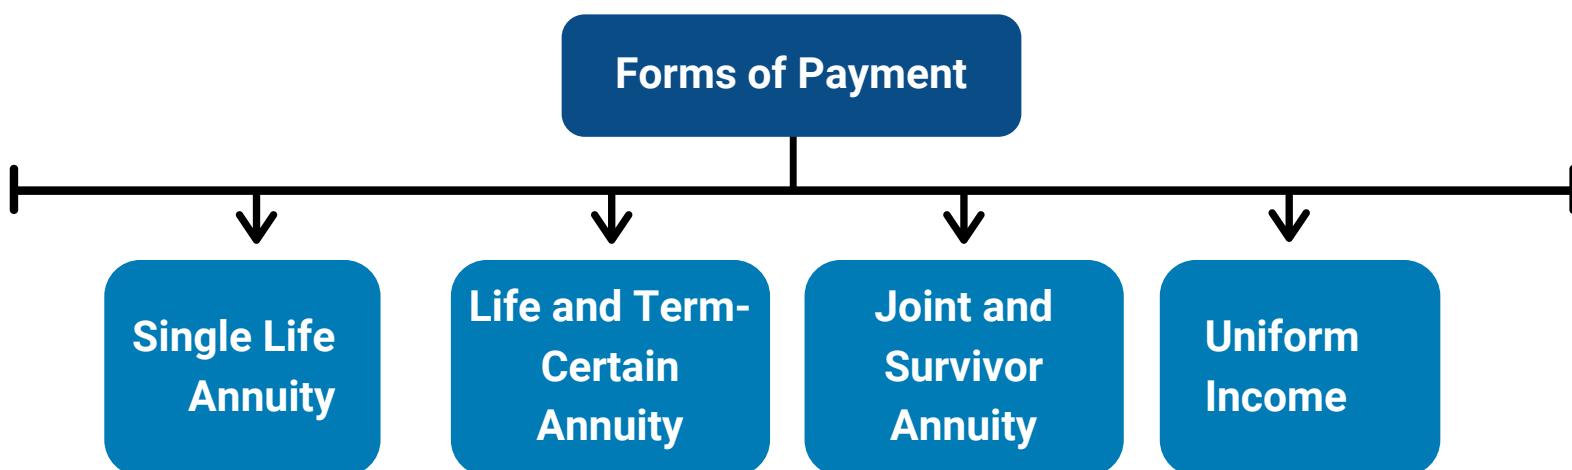 Forms of Payment
Single Life
Annuity
Life and Term-
Certain
Annuity
Joint and
Survivor
Annuity
Uniform
Income